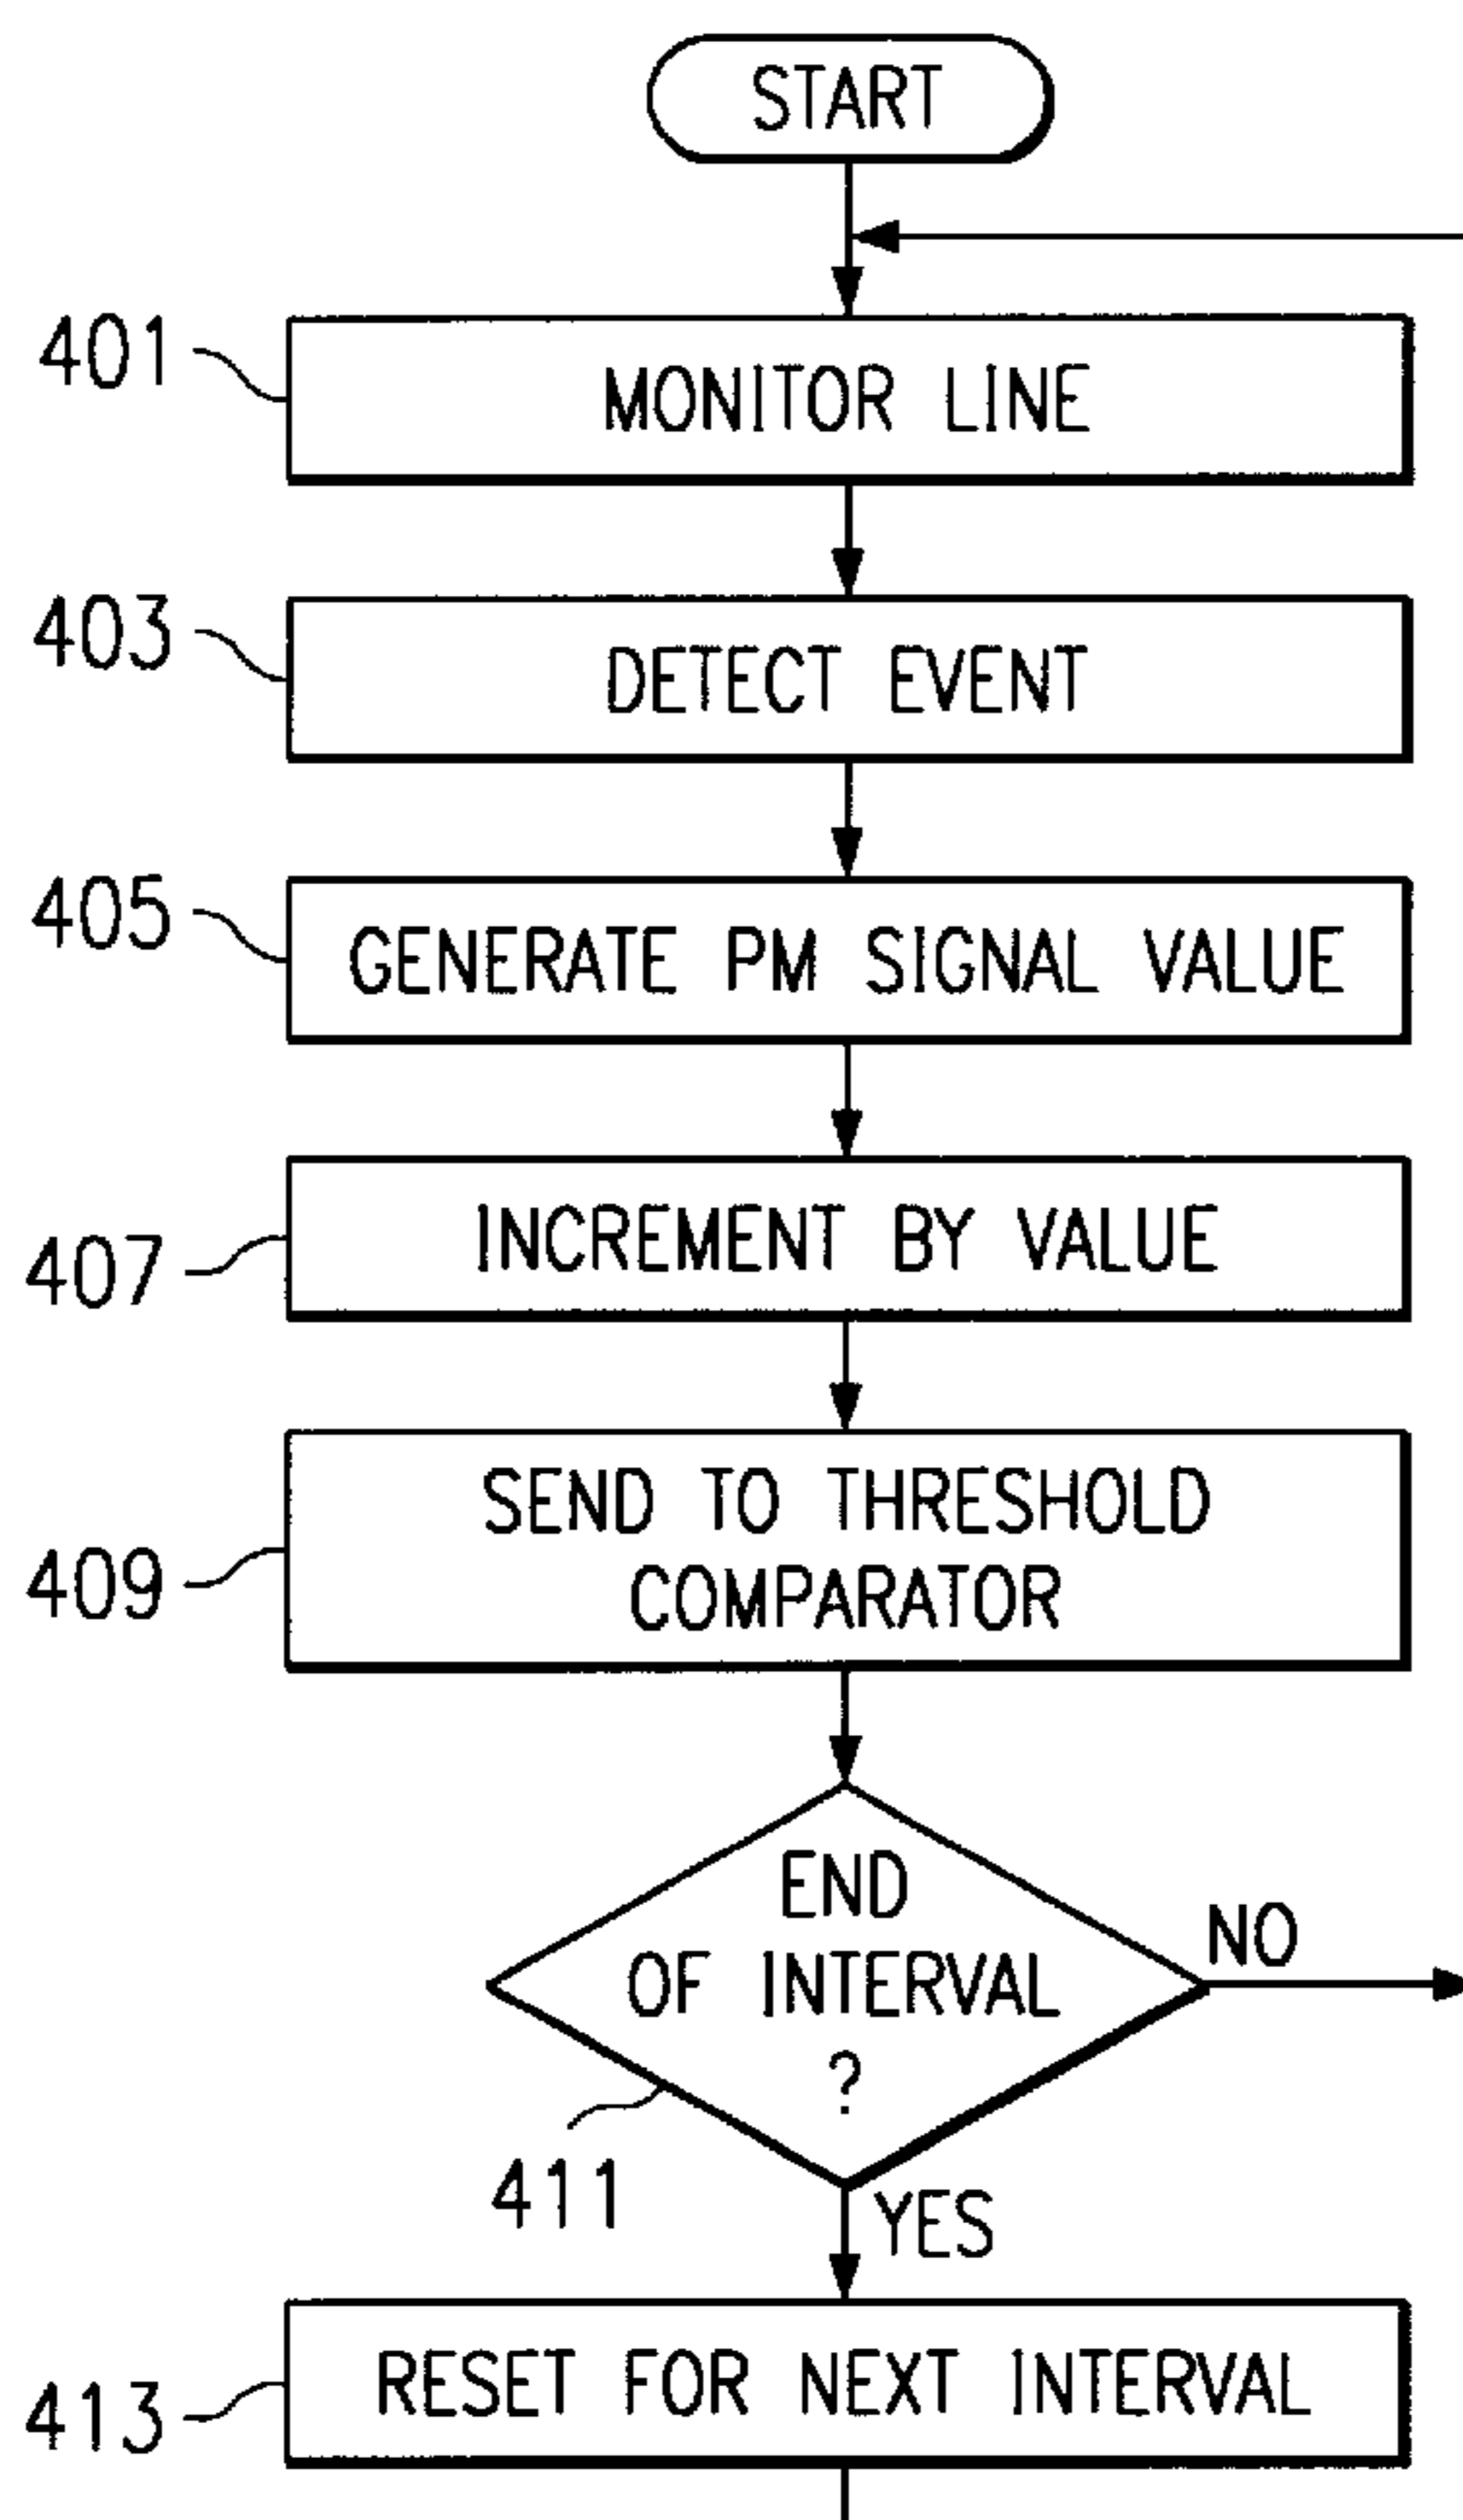 START
401
MONITOR LINE
403
DETECT EVENT
405
GENERATE PM SIGNAL VALUE
407
INCREMENT BY VALUE
409
SEND TO THRESHOLD
COMPARATOR
END
OF INTERVAL
?
NO
411
YES
413
RESET FOR NEXT INTERVAL